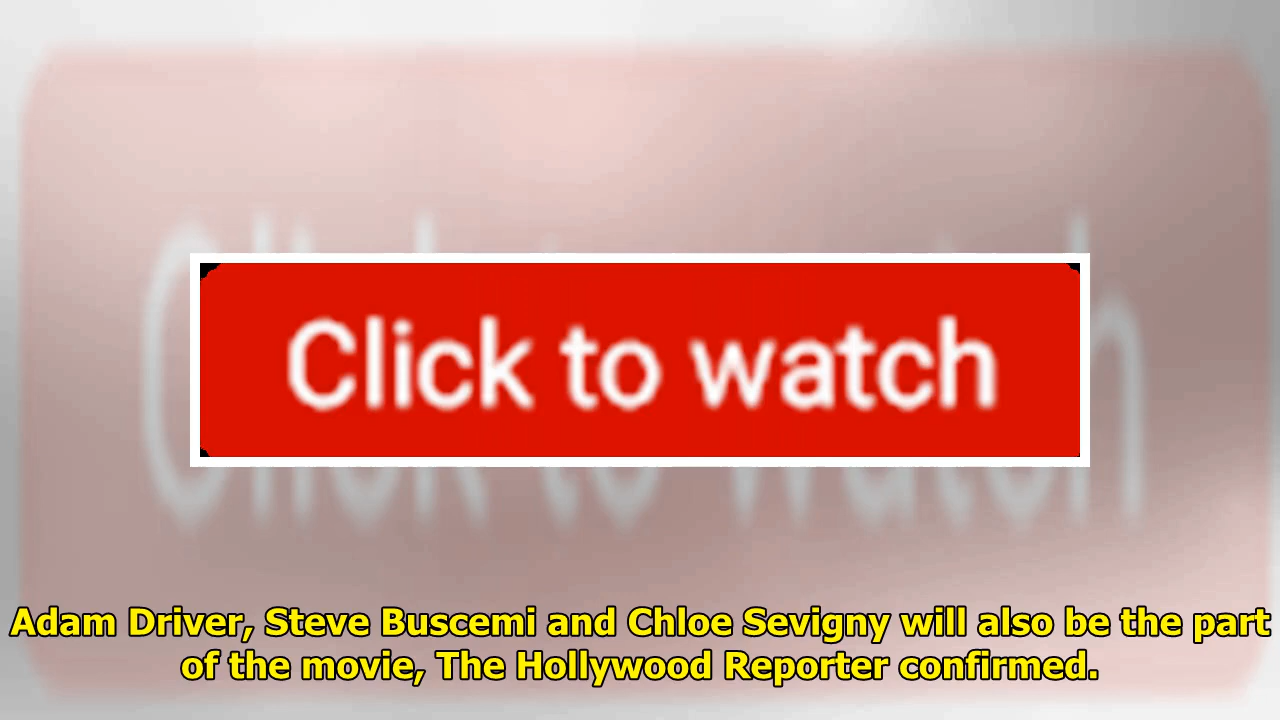 Click to watch
Adam Driver, Steve Buscemi and Chloe Sevigny will also be the part
of the movie, The Hollywood Reporter confirmed.